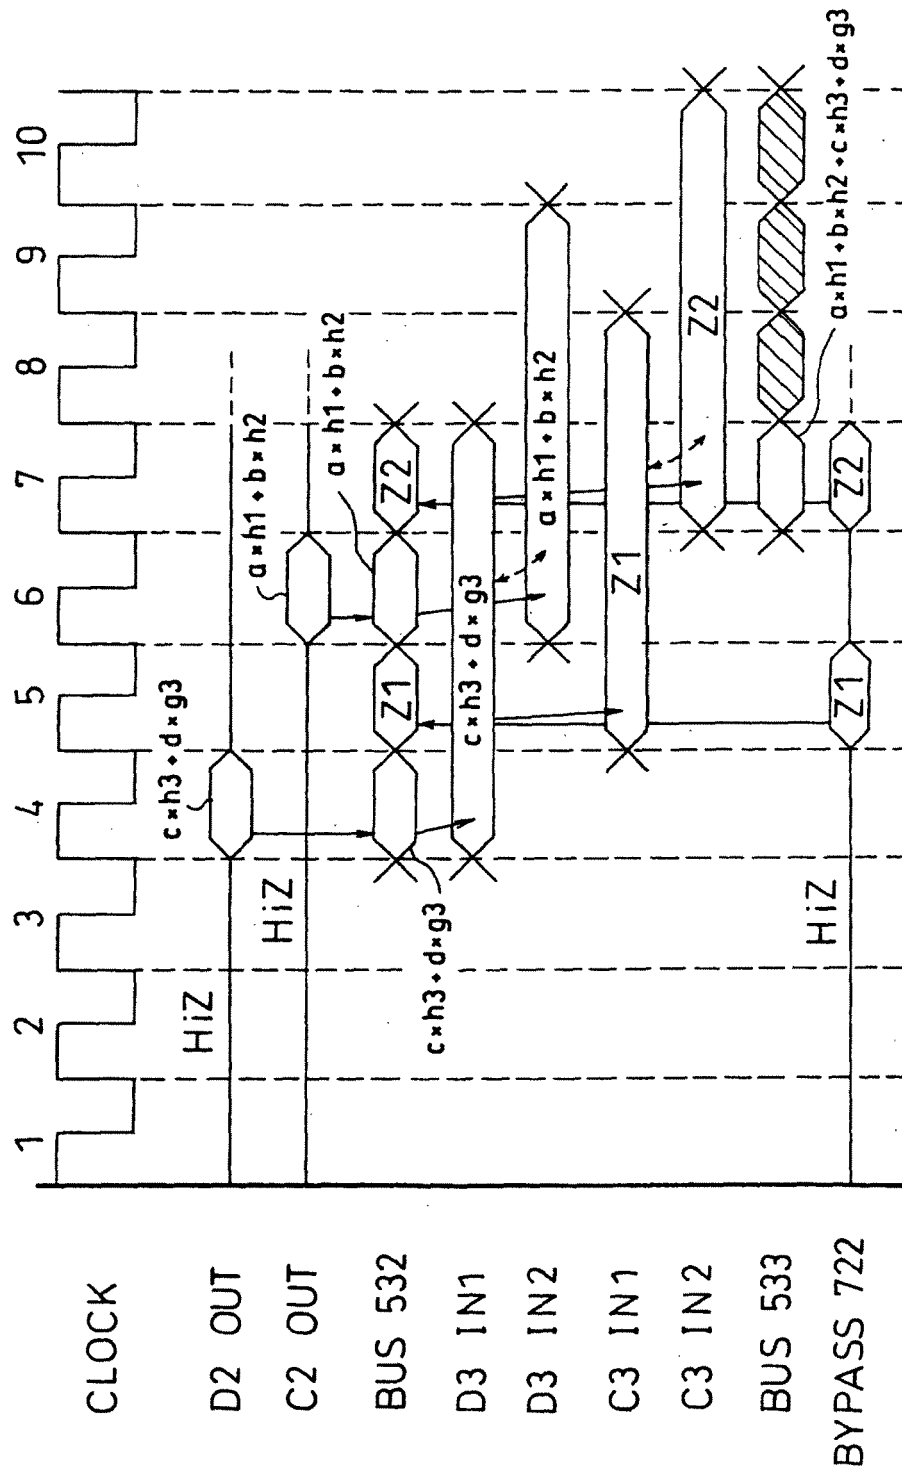 1 2 3 4 5 6 7 8 9 10
CLOCK
c×h3+d×g3
D2 OUT
HiZ
a×h1+b×h2
C2 OUT
HiZ
a×h1+b×h2
BUS 532
Z1
Z2
c×h3+d×g3
D3 IN1
c×h3+d×g3
D3 IN2
a×h1+b×h2
C3 IN1
Z1
C3 IN2
Z2
BUS 533
a×h1+b×h2+c×h3+d×g3
BYPASS 722
HiZ
Z1
Z2